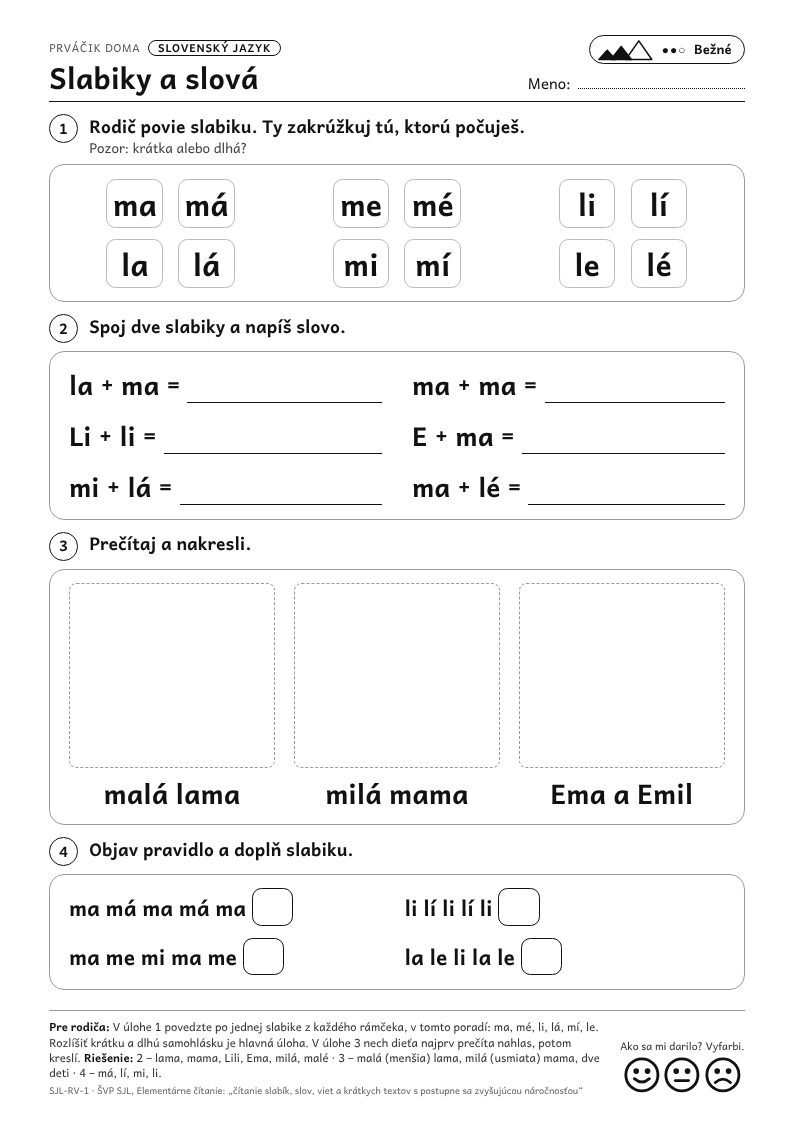 PRVÁČIK DOMA SLOVENSKÝ JAZYK
Bežné
Slabiky a slová
Meno:
1 Rodič povie slabiku. Ty zakrúžkuj tú, ktorú počuješ.
Pozor: krátka alebo dlhá?
ma má me mé li lí
la lá mi mí le lé
2 Spoj dve slabiky a napíš slovo.
la + ma = ma + ma =
Li + li = E + ma =
mi + lá = ma + lé =
3 Prečítaj a nakresli.
malá lama milá mama Ema a Emil
4 Objav pravidlo a doplň slabiku.
ma má ma má ma li lí li lí li
ma me mi ma me la le li la le
Pre rodiča: V úlohe 1 povedzte po jednej slabike z každého rámčeka, v tomto poradí: ma, mé, li, lá, mí, le.
Rozlíšiť krátku a dlhú samohlásku je hlavná úloha. V úlohe 3 nech dieťa najprv prečíta nahlas, potom
kreslí. Riešenie: 2 – lama, mama, Lili, Ema, milá, malé · 3 – malá (menšia) lama, milá (usmiata) mama, dve
deti · 4 – má, lí, mi, li.
SJL-RV-1 · ŠVP SJL, Elementárne čítanie: „čítanie slabík, slov, viet a krátkych textov s postupne sa zvyšujúcou náročnosťou“
Ako sa mi darilo? Vyfarbi.